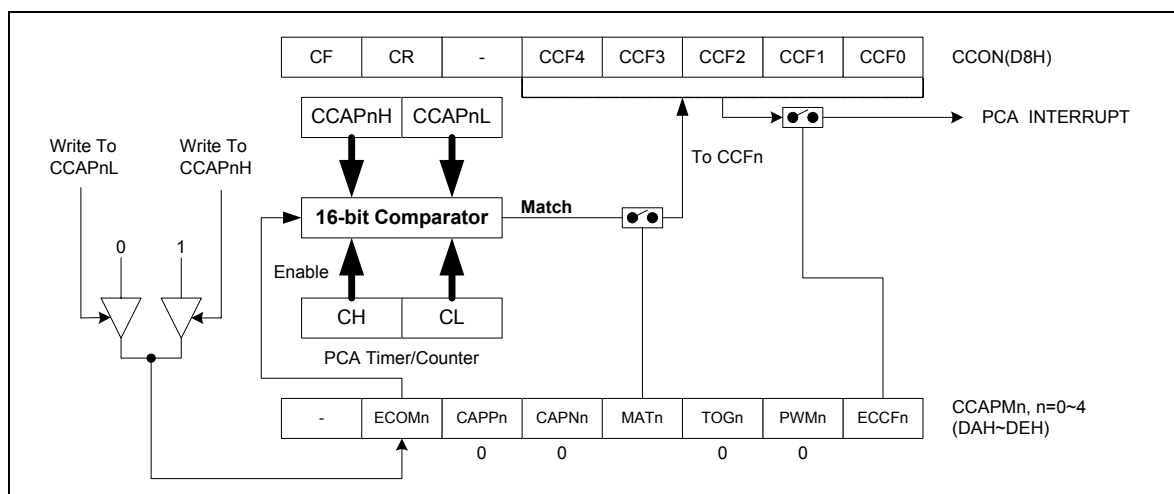 CF CR - CCF4 CCF3 CCF2 CCF1 CCF0 CCON(D8H)
CCAPnH CCAPnL
PCA INTERRUPT
Write To
CCAPnL
Write To
CCAPnH
To CCFn
16-bit Comparator
Match
0 1
Enable
CH CL
PCA Timer/Counter
- ECOMn CAPPn CAPNn MATn TOGn PWMn ECCFn
CCAPMn, n=0~4
(DAH~DEH)
0 0 0 0